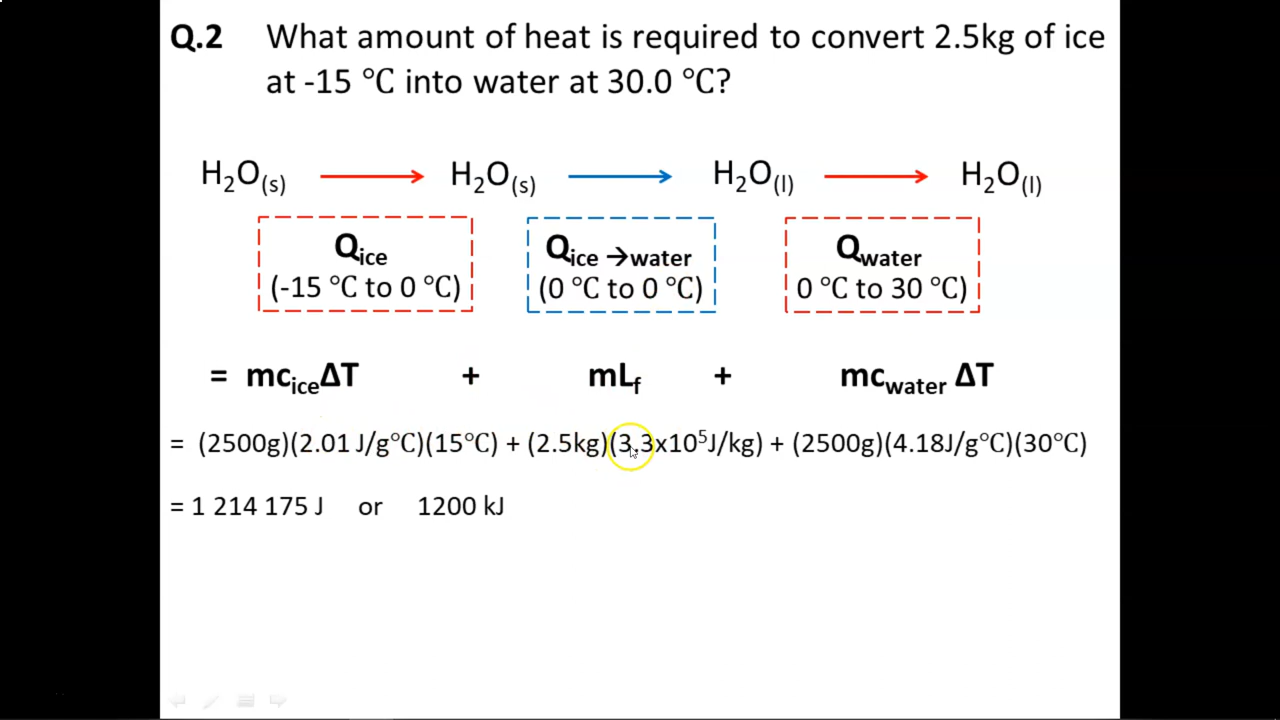 Q.2 What amount of heat is required to convert 2.5kg of ice
at -15 °C into water at 30.0 °C?
H₂O(s) → H₂O(s) → H₂O(l) → H₂O(l)
Qice Qice →water Qwater
(-15 °C to 0 °C) (0 °C to 0 °C) 0 °C to 30 °C)
= mciceΔT + mLf + mcwater ΔT
= (2500g)(2.01 J/g°C)(15°C) + (2.5kg)(3.3x10⁵J/kg) + (2500g)(4.18J/g°C)(30°C)
= 1 214 175 J or 1200 kJ